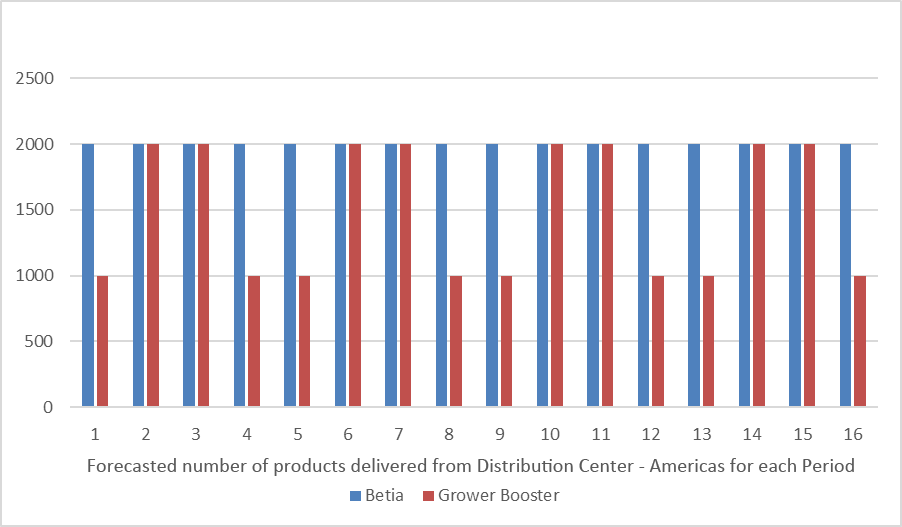 2500
2000
1500
1000
500
0
1 2 3 4 5 6 7 8 9 10 11 12 13 14 15 16
Forecasted number of products delivered from Distribution Center - Americas for each Period
Betia Grower Booster